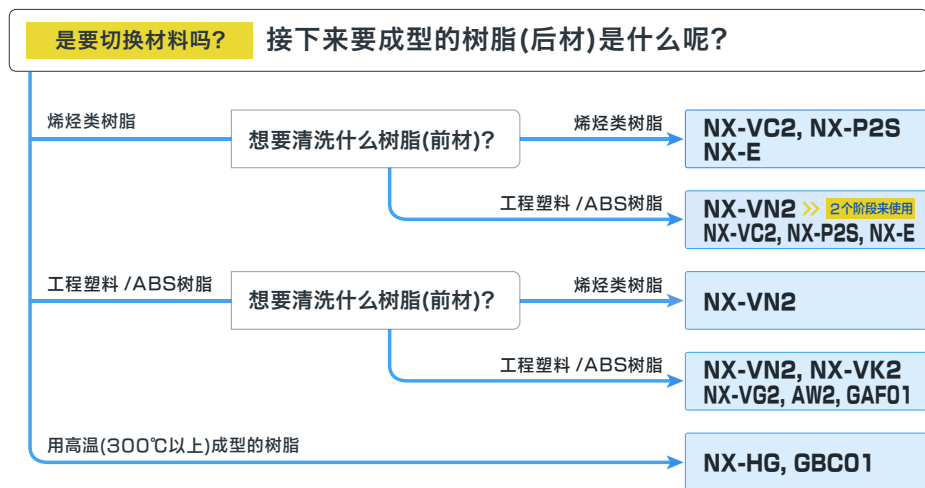 是要切换材料吗？ 接下来要成型的树脂(后材)是什么呢？
烯烃类树脂
想要清洗什么树脂(前材)？
烯烃类树脂
NX-VC2, NX-P2S
NX-E
工程塑料 /ABS树脂
NX-VN2 >> 2个阶段来使用
NX-VC2, NX-P2S, NX-E
工程塑料 /ABS树脂
想要清洗什么树脂(前材)？
烯烃类树脂
NX-VN2
工程塑料 /ABS树脂
NX-VN2, NX-VK2
NX-VG2, AW2, GAF01
用高温(300℃以上)成型的树脂
NX-HG, GBC01